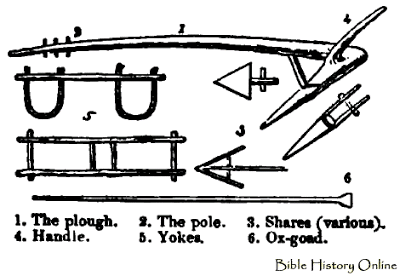 2 1 4
5 3
6
1. The plough. 2. The pole. 3. Shares (various).
4. Handle. 5. Yokes. 6. Ox-goad.
Bible History Online